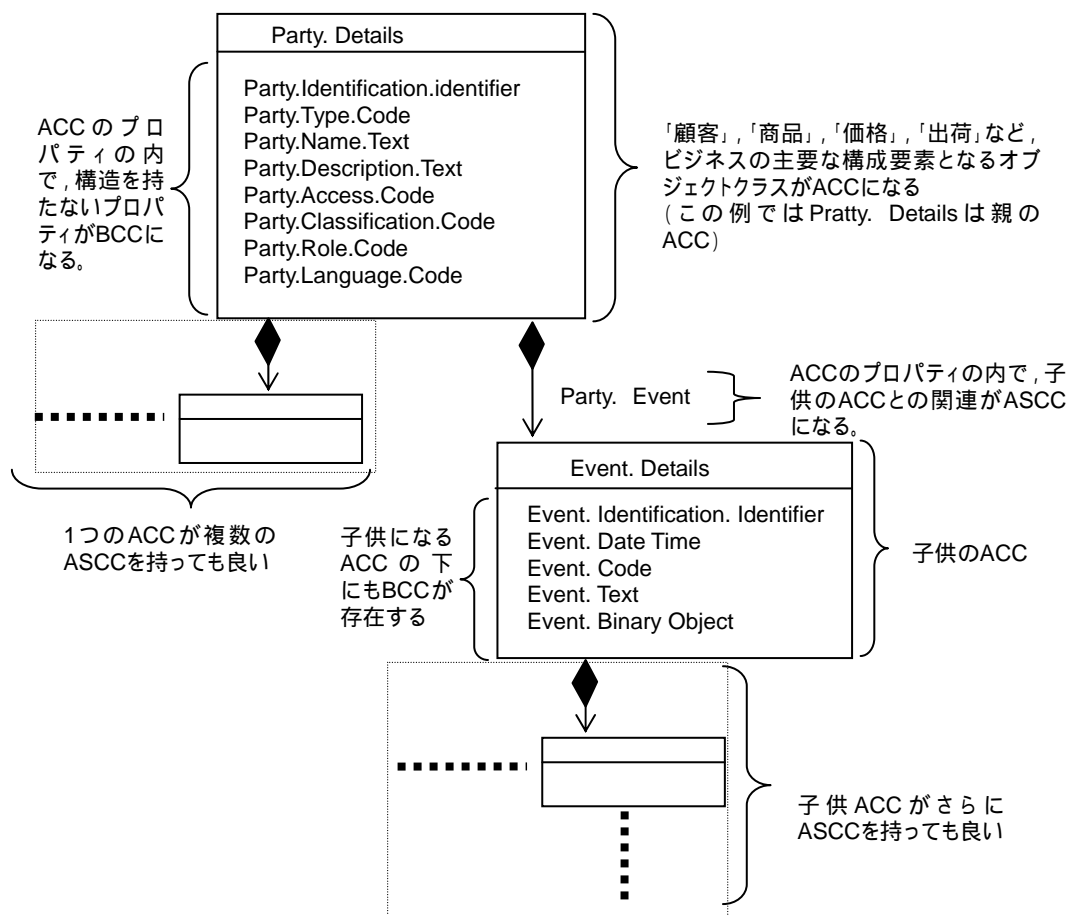 Party. Details
Party.Identification.identifier
Party.Type.Code
Party.Name.Text
Party.Description.Text
Party.Access.Code
Party.Classification.Code
Party.Role.Code
Party.Language.Code
ACC のプロ
パティの内
で,構造を持
たないプロパ
ティがBCCに
なる。
「顧客」,「商品」,「価格」,「出荷」など,
ビジネスの主要な構成要素となるオブ
ジェクトクラスがACCになる
(この例ではPratty. Detailsは親の
ACC)
Party. Event
ACCのプロパティの内で,子
供のACCとの関連がASCC
になる。
1つのACCが複数の
ASCCを持っても良い
Event. Details
Event. Identification. Identifier
Event. Date Time
Event. Code
Event. Text
Event. Binary Object
子供になる
ACC の下
にもBCCが
存在する
子供のACC
子供ACCがさらに
ASCCを持っても良い